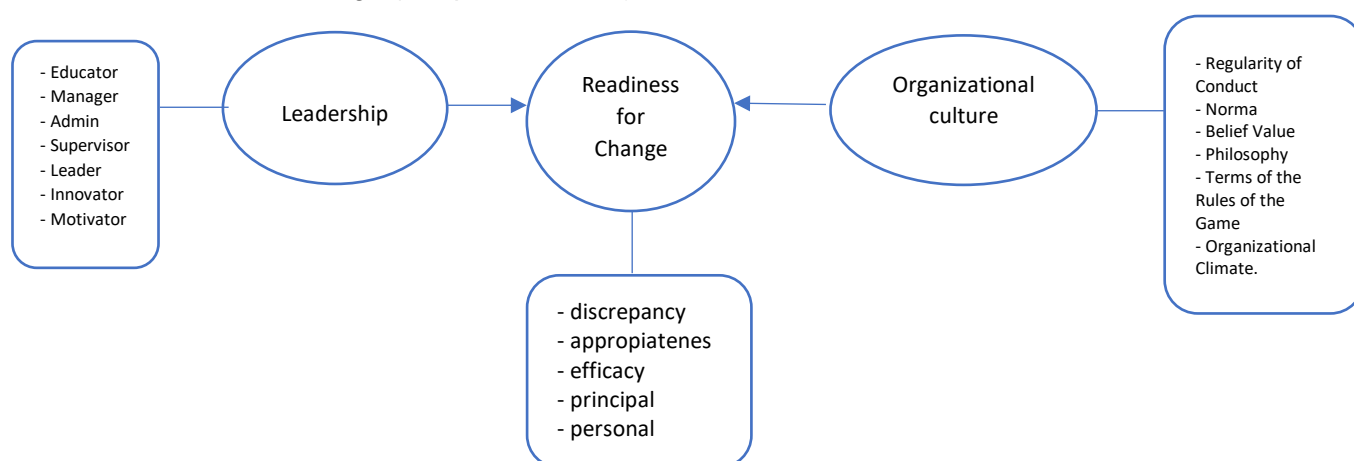 - Educator
- Manager
- Admin
- Supervisor
- Leader
- Innovator
- Motivator
Leadership
Readiness
for
Change
Organizational
culture
- Regularity of
Conduct
- Norma
- Belief Value
- Philosophy
- Terms of the
Rules of the
Game
- Organizational
Climate.
- discrepancy
- appropiatenes
- efficacy
- principal
- personal